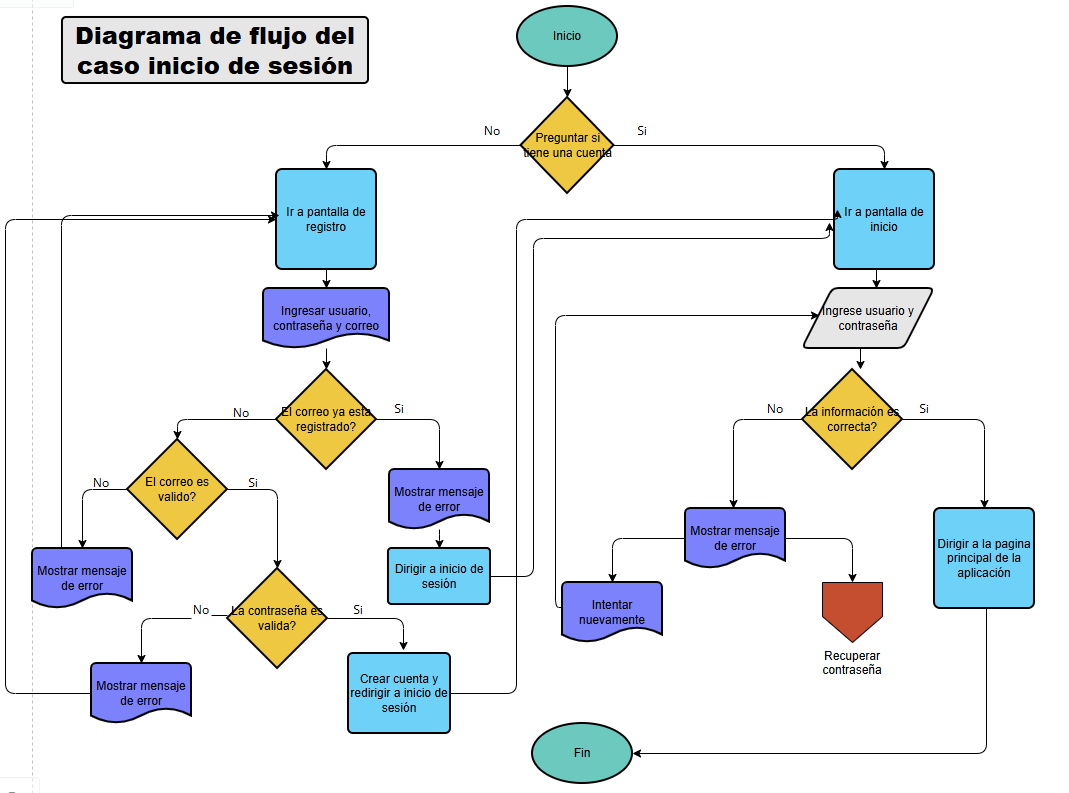 Diagrama de flujo del
caso inicio de sesión
Inicio
Preguntar si
tiene una cuenta
No
Si
Ir a pantalla de
registro
Ir a pantalla de
inicio
Ingresar usuario,
contraseña y correo
Ingrese usuario y
contraseña
El correo ya esta
registrado?
No
Si
La información es
correcta?
No
Si
El correo es
valido?
No
Si
Mostrar mensaje
de error
Mostrar mensaje
de error
Dirigir a la pagina
principal de la
aplicación
Mostrar mensaje
de error
Dirigir a inicio de
sesión
La contraseña es
valida?
No
Si
Intentar
nuevamente
Recuperar
contraseña
Mostrar mensaje
de error
Crear cuenta y
redirigir a inicio de
sesión
Fin